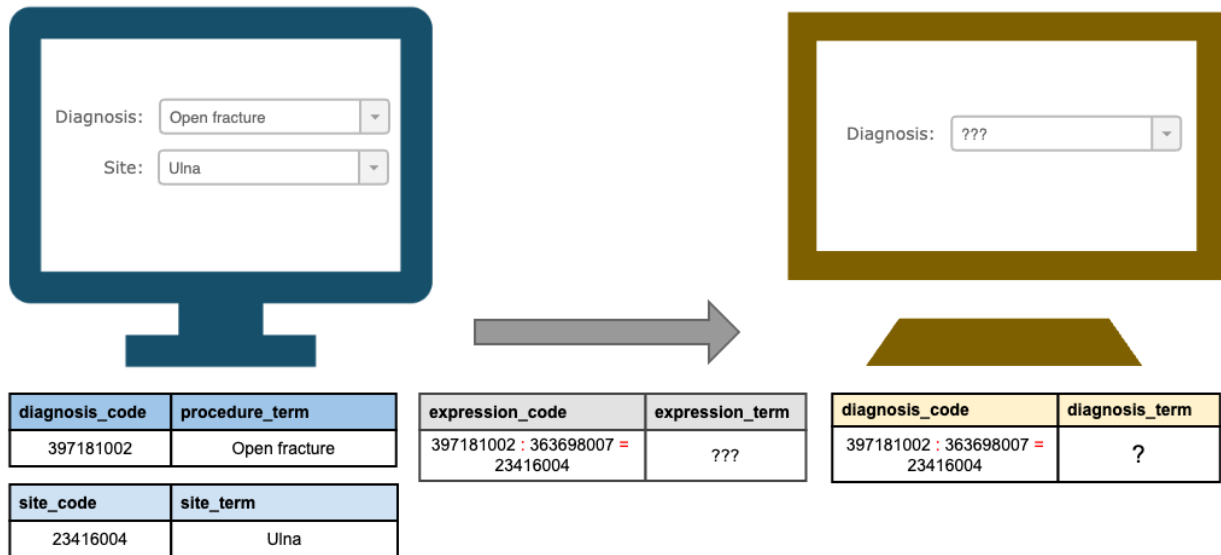 Diagnosis: Open fracture
Site: Ulna
Diagnosis: ???
diagnosis_code procedure_term
397181002 Open fracture
site_code site_term
23416004 Ulna
expression_code expression_term
397181002 : 363698007 =
23416004
???
diagnosis_code diagnosis_term
397181002 : 363698007 =
23416004
?